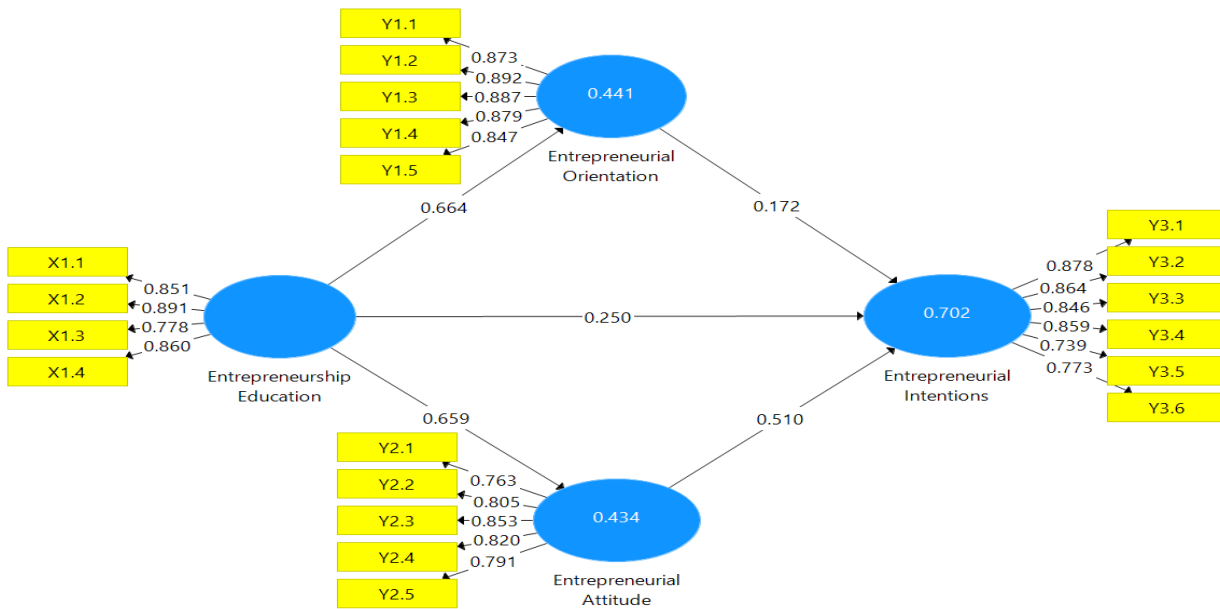 Y1.1
Y1.2
Y1.3
Y1.4
Y1.5
0.873
0.892
0.887
0.879
0.847
0.441
Entrepreneurial
Orientation
0.664
0.172
X1.1
X1.2
X1.3
X1.4
0.851
0.891
0.778
0.860
Entrepreneurship
Education
0.250
0.702
Entrepreneurial
Intentions
0.878
0.864
0.846
0.859
0.739
0.773
Y3.1
Y3.2
Y3.3
Y3.4
Y3.5
Y3.6
0.659
0.510
Y2.1
Y2.2
Y2.3
Y2.4
Y2.5
0.763
0.805
0.853
0.820
0.791
0.434
Entrepreneurial
Attitude